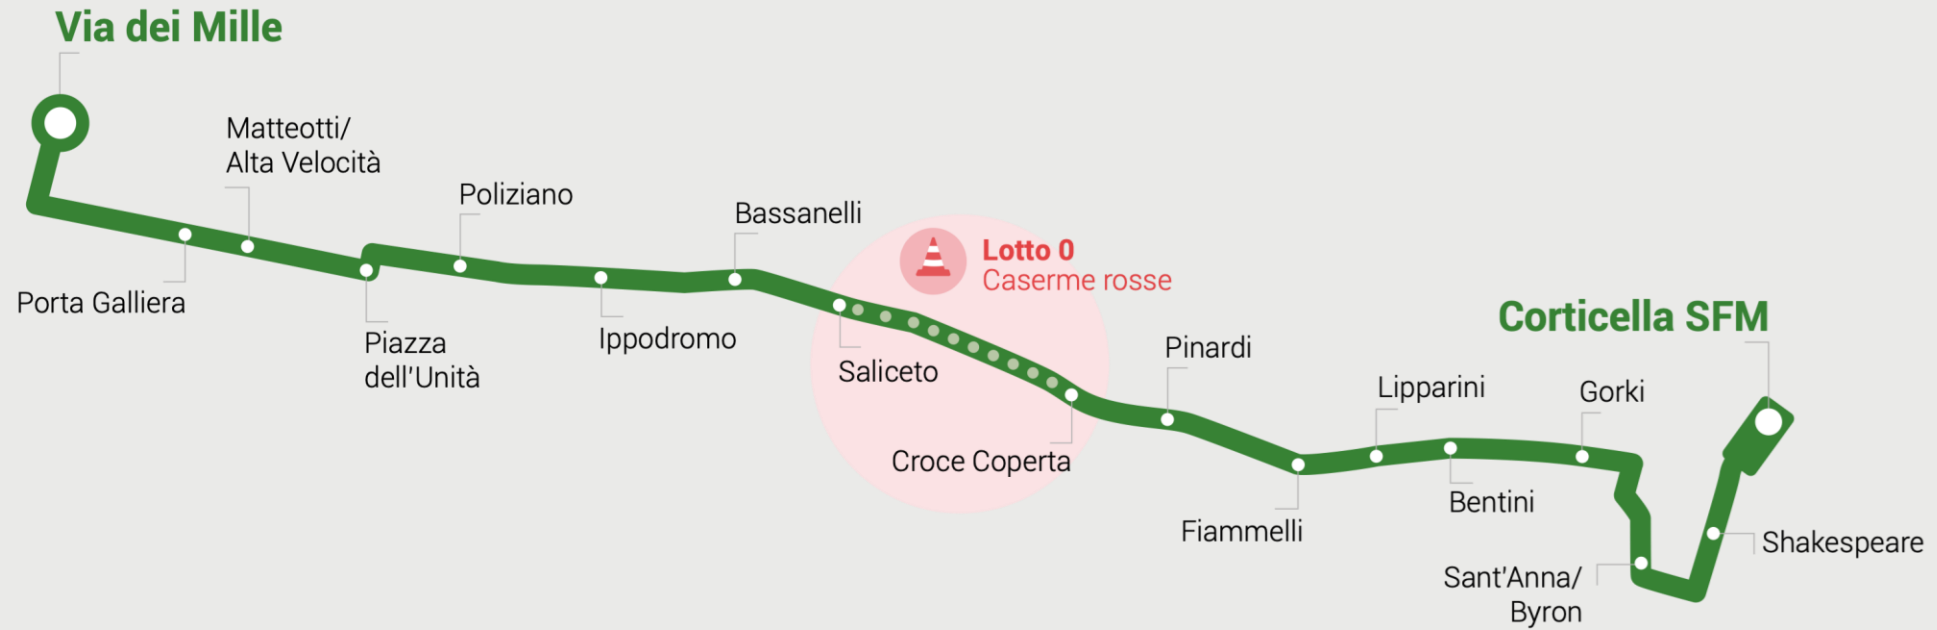 Via dei Mille
Matteotti/
Alta Velocità
Porta Galliera
Piazza
dell'Unità
Poliziano
Ippodromo
Bassanelli
Lotto 0
Caserme rosse
Saliceto
Croce Coperta
Pinardi
Fiammelli
Lipparini
Bentini
Gorki
Sant'Anna/
Byron
Shakespeare
Corticella SFM